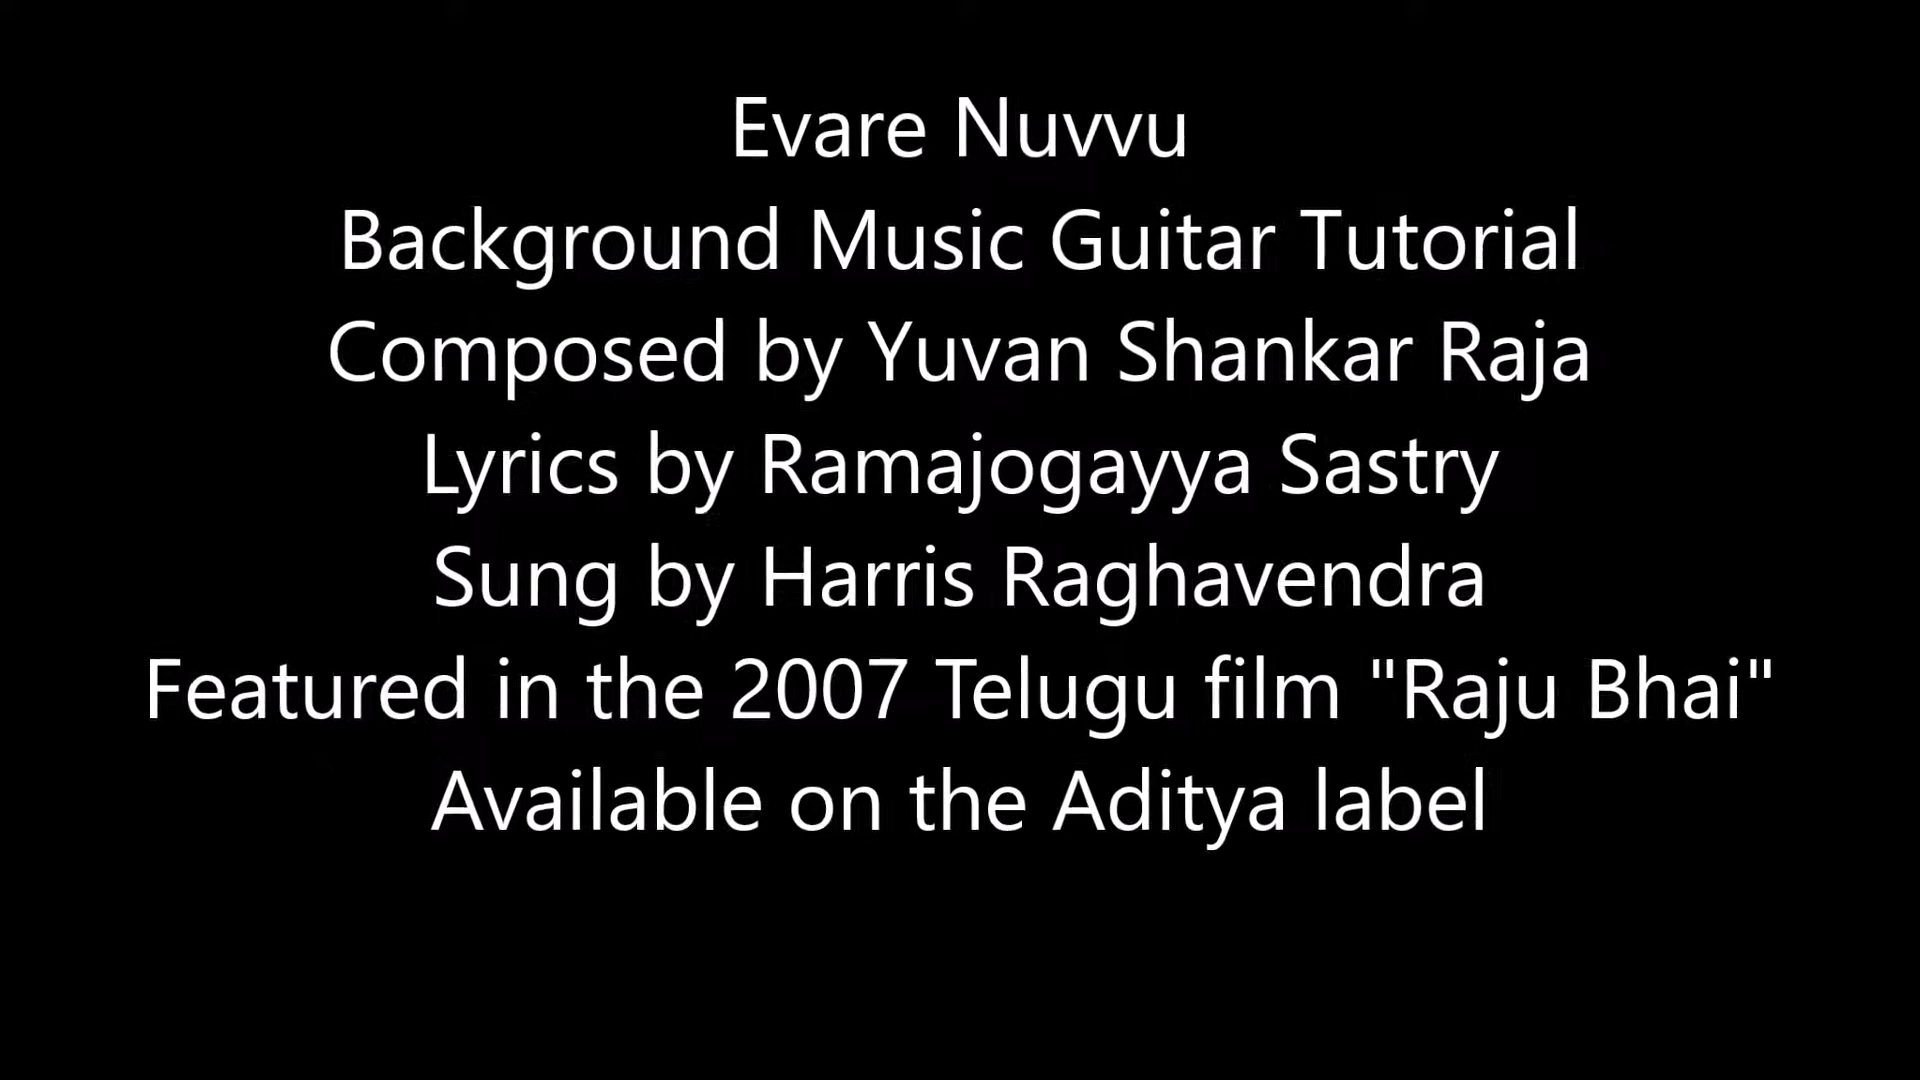 Evare Nuvvu
Background Music Guitar Tutorial
Composed by Yuvan Shankar Raja
Lyrics by Ramajogayya Sastry
Sung by Harris Raghavendra
Featured in the 2007 Telugu film "Raju Bhai"
Available on the Aditya label